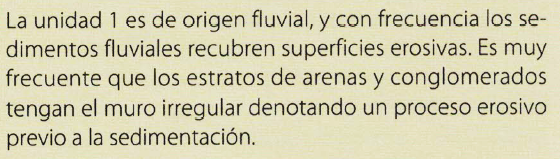 La unidad 1 es de origen fluvial, y con frecuencia los se-
dimentos fluviales recubren superficies erosivas. Es muy
frecuente que los estratos de arenas y conglomerados
tengan el muro irregular denotando un proceso erosivo
previo a la sedimentación.